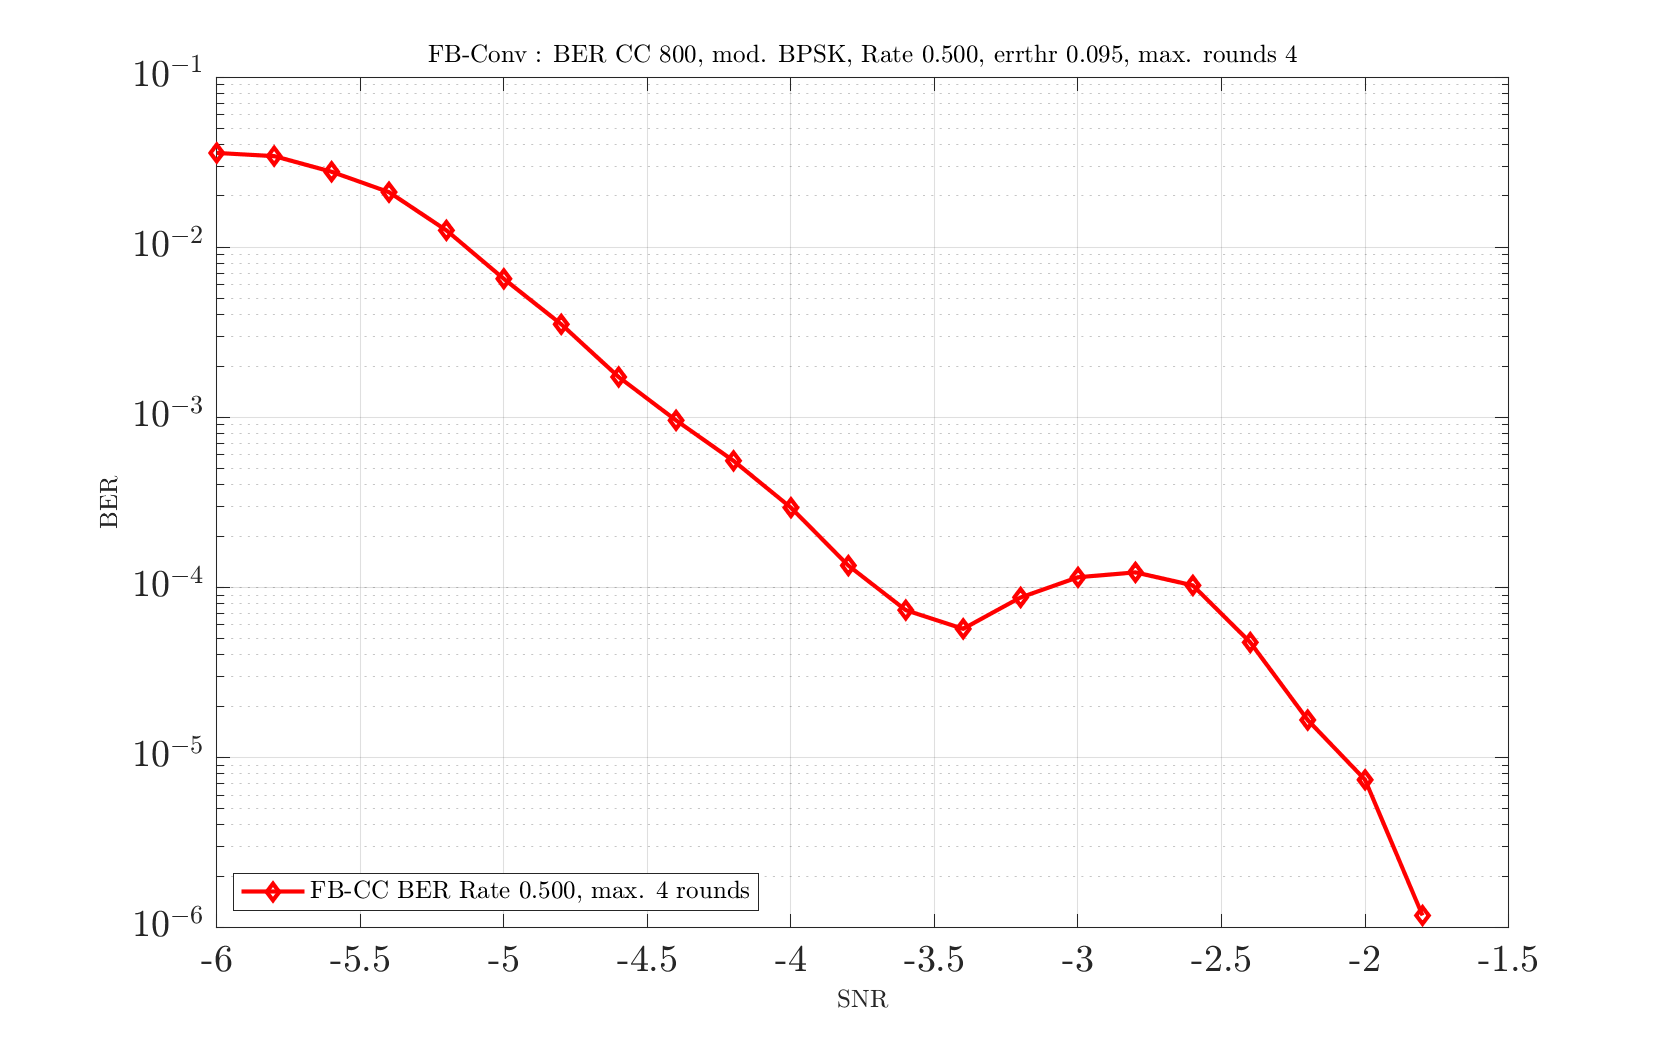 FB-Conv : BER CC 800, mod. BPSK, Rate 0.500, errthr 0.095, max. rounds 4
10^{-1}
10^{-2}
10^{-3}
10^{-4}
10^{-5}
10^{-6}
BER
FB-CC BER Rate 0.500, max. 4 rounds
-6 -5.5 -5 -4.5 -4 -3.5 -3 -2.5 -2 -1.5
SNR